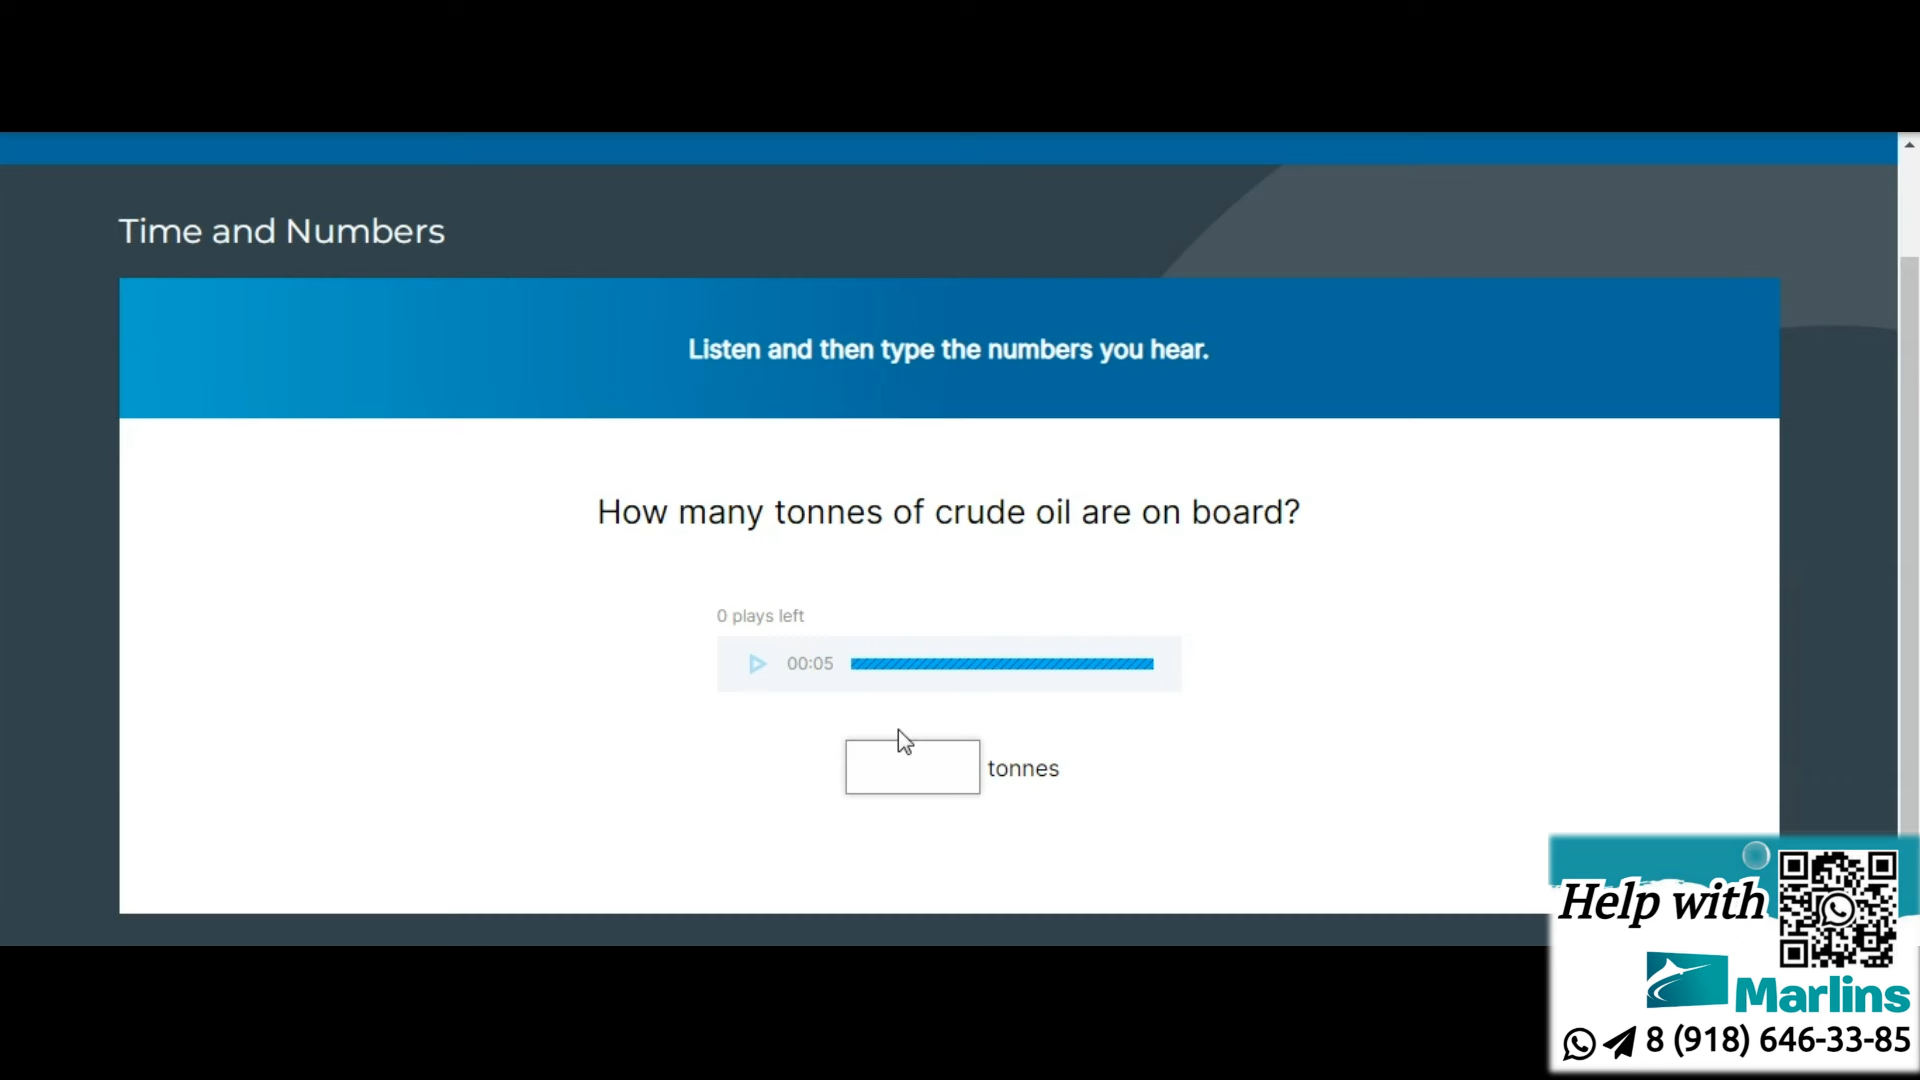 Time and Numbers
Listen and then type the numbers you hear.
How many tonnes of crude oil are on board?
0 plays left
00:05
tonnes
Help with
Marlins
8 (918) 646-33-85